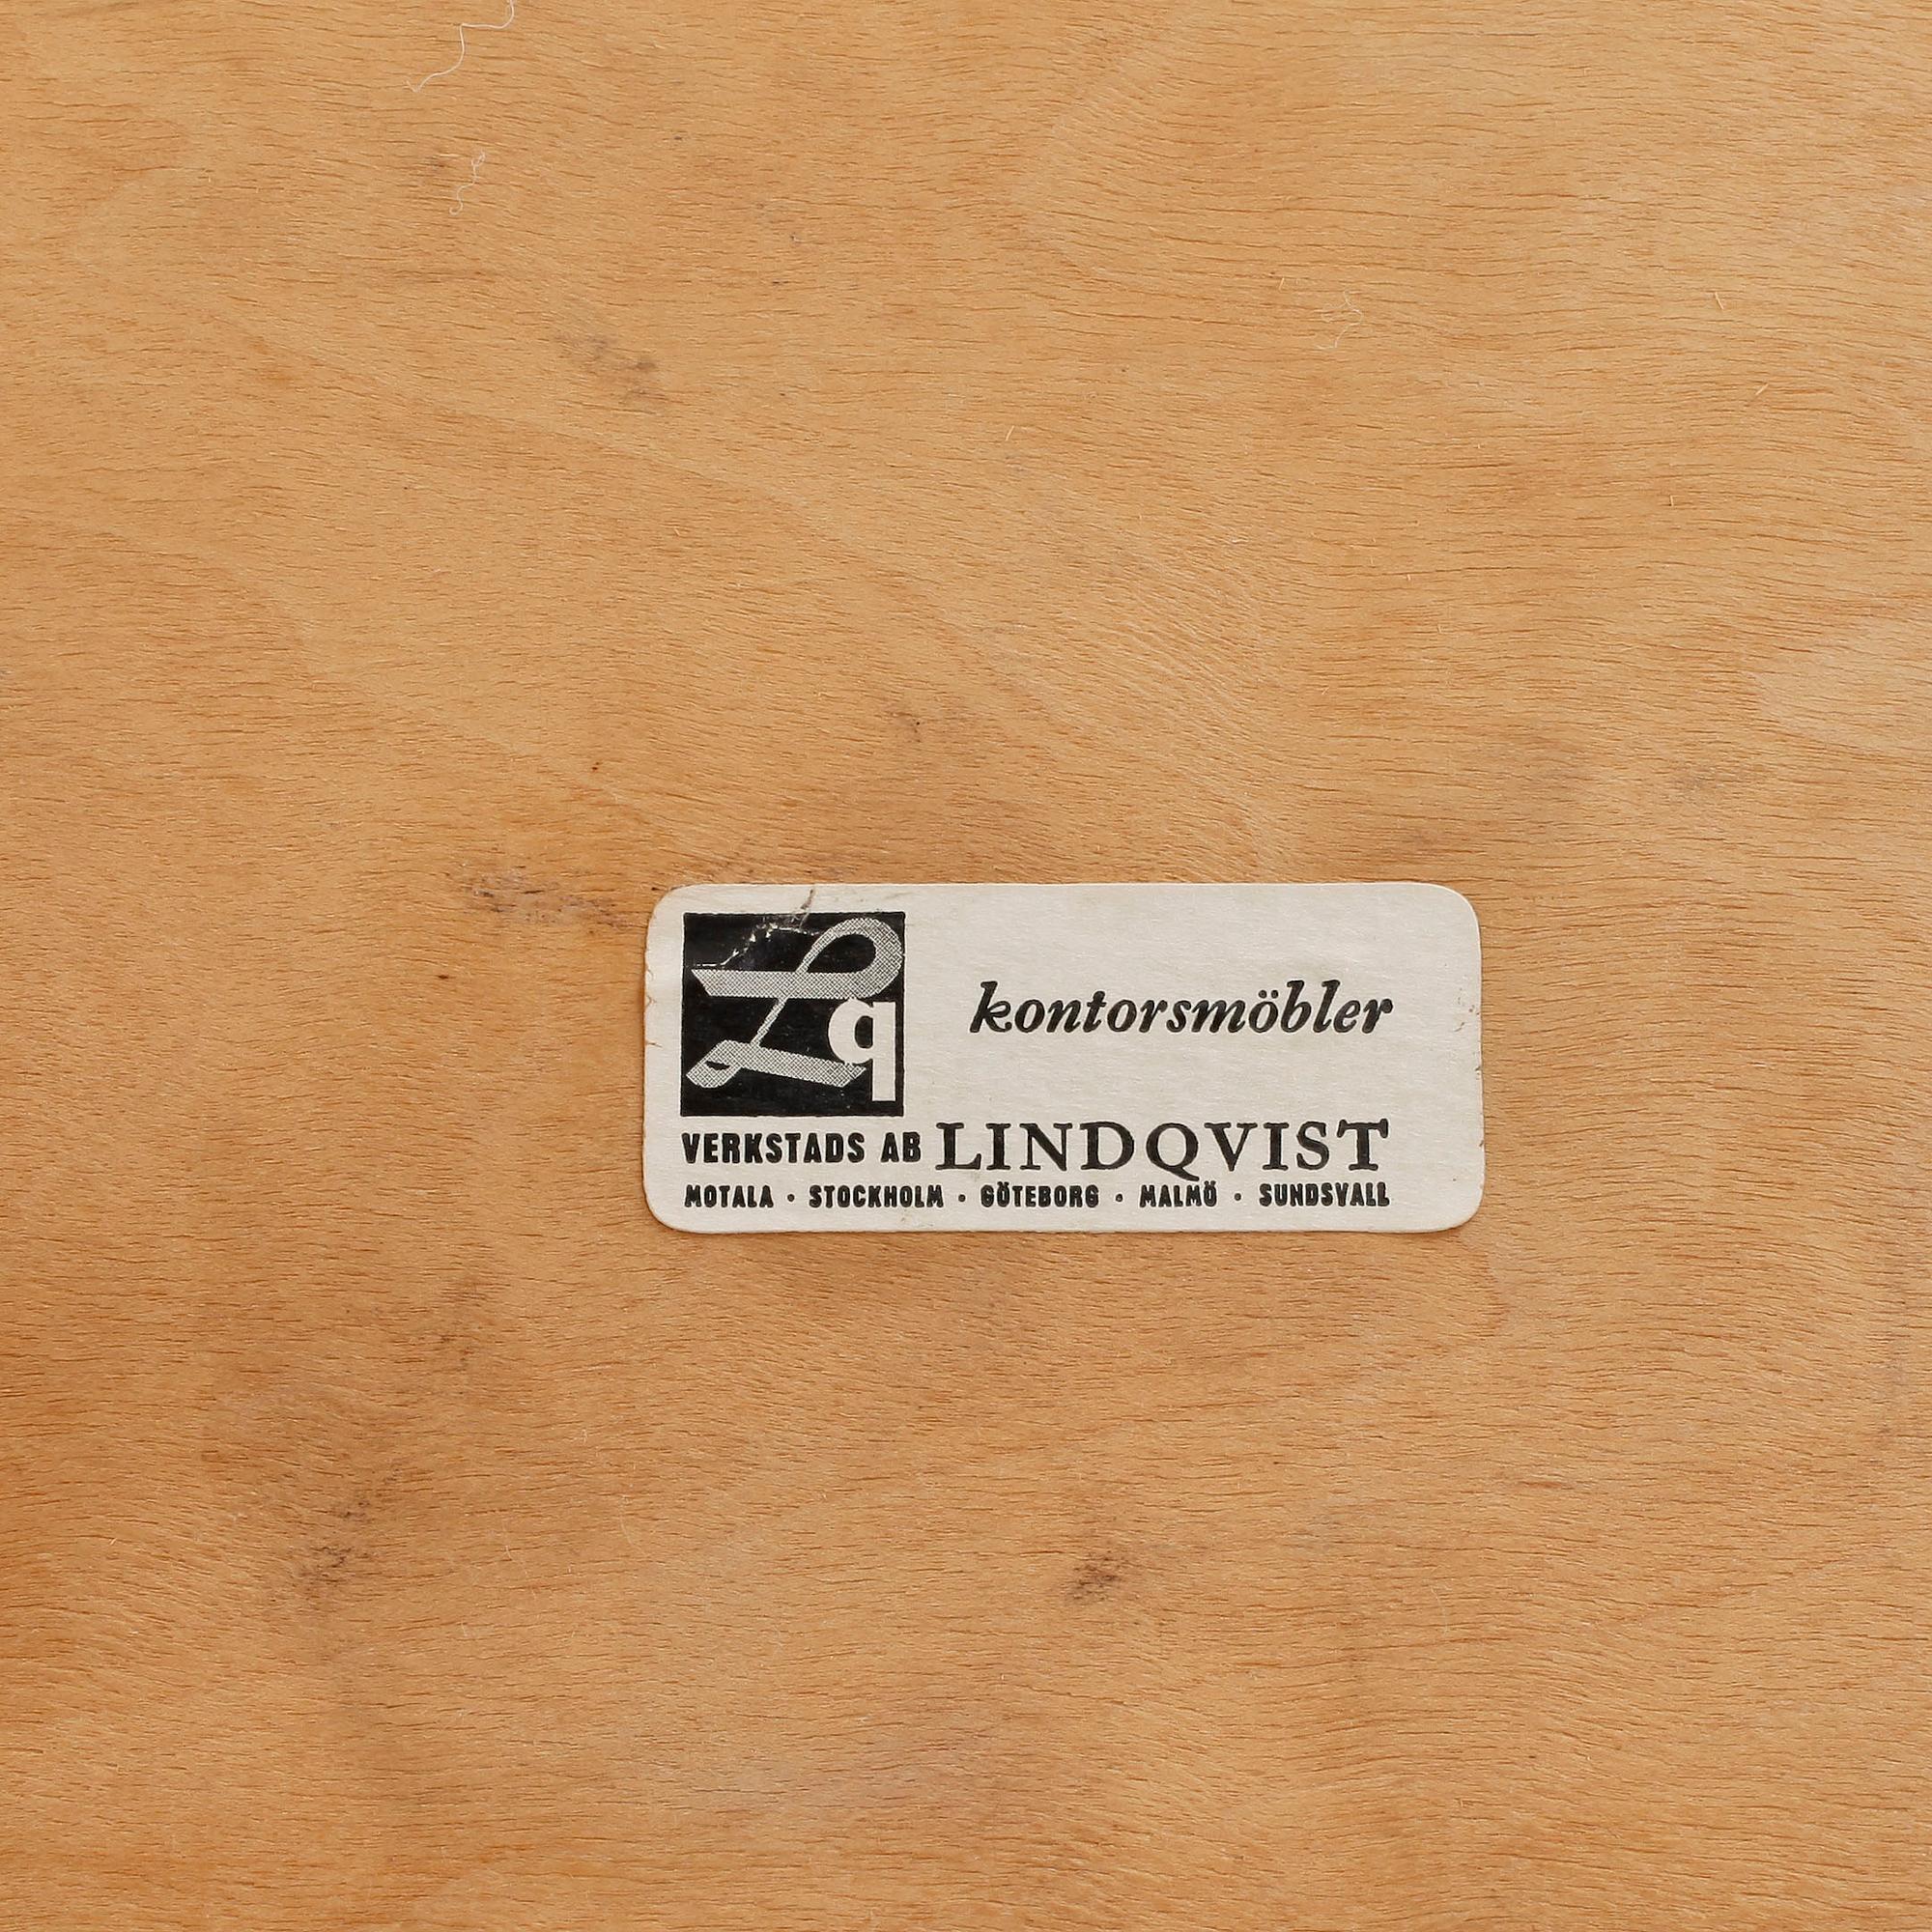 Lq
kontorsmöbler
VERKSTADS AB LINDQVIST
MOTALA · STOCKHOLM · GÖTEBORG · MALMÖ · SUNDSVALL